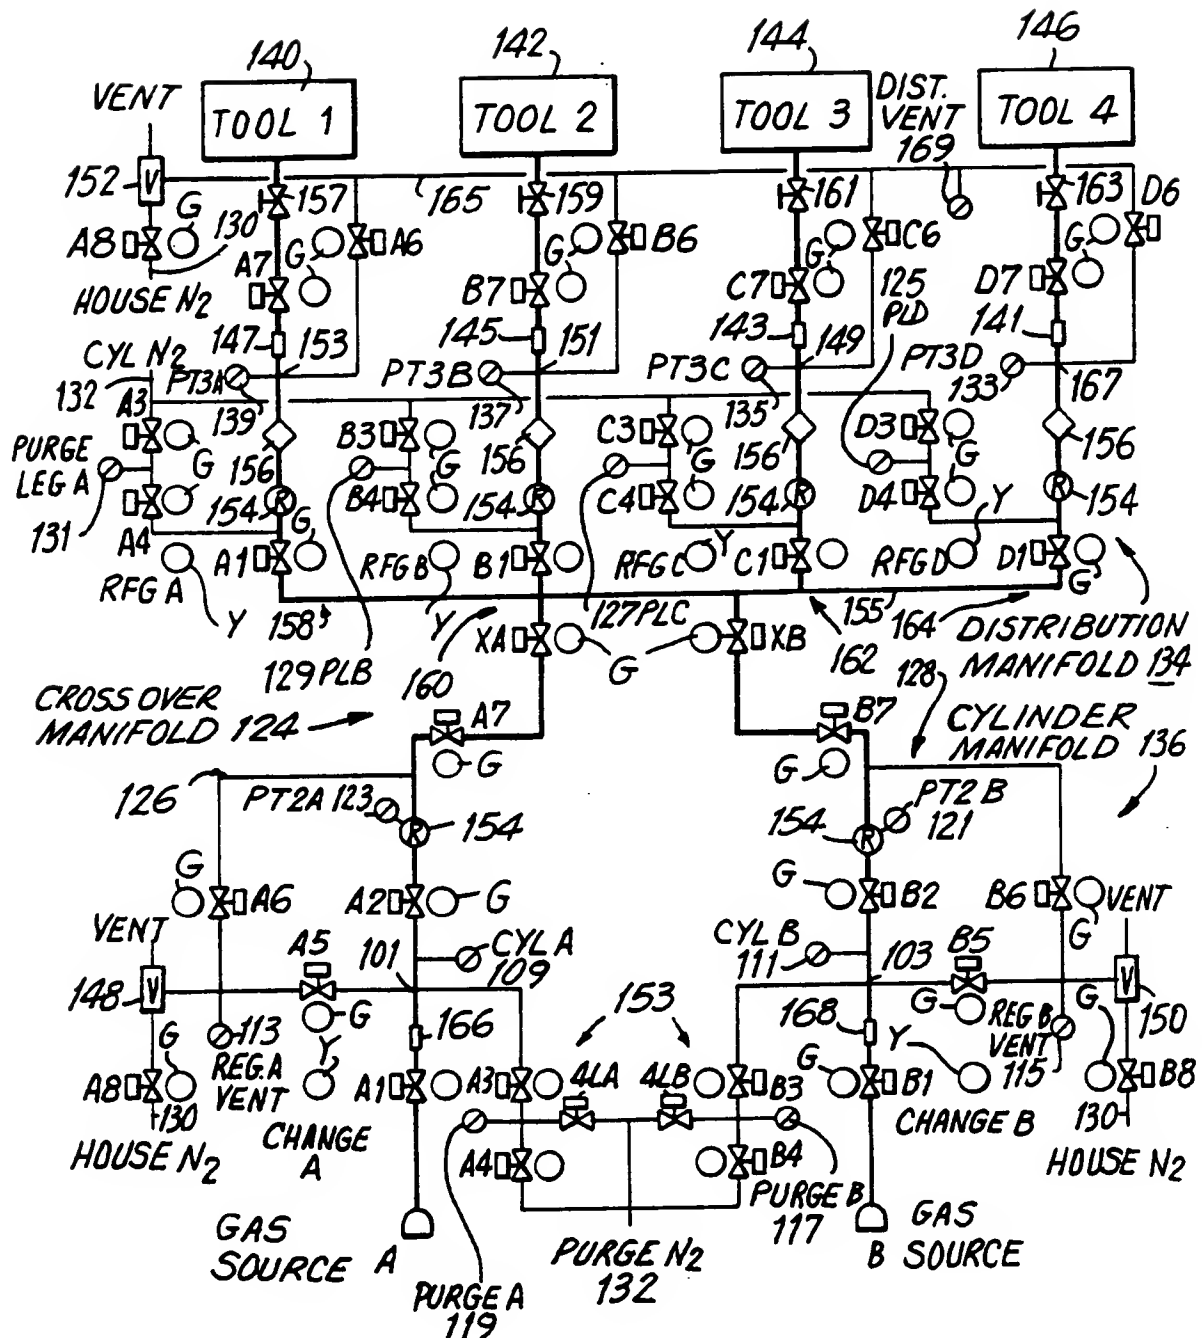 140
142
144
146
VENT
TOOL 1
TOOL 2
TOOL 3
DIST. VENT 169
TOOL 4
152
V
157
165
159
161
163
D6
A8
G
130
G
A6
G
B6
G
C6
G
HOUSE N2
A7
B7
C7
125 PLD
D7
147
153
145
151
143
149
141
CYL N2
132
PT3A
139
PT3B
137
PT3C
135
PT3D
133
167
A3
G
B3
G
C3
G
D3
G
PURGE LEG A
131
156
156
156
156
A4
B4
C4
D4
154
R
154
R
154
R
154
R
RFG A
Y
A1
G
RFG B
Y
B1
RFG C
Y
C1
RFG D
Y
D1
G
158
129 PLB
160
127 PLC
155
162
164
DISTRIBUTION
MANIFOLD 134
XA
G
XB
CROSS OVER
MANIFOLD 124
A7
G
B7
G
128
CYLINDER
MANIFOLD 136
126
PT2A 123
R
154
154
R
PT2B
121
G
A6
A2
G
G
B2
B6
G
VENT
VENT
148
V
A5
G
101
CYL A
109
CYL B
111
103
B5
G
G
V
150
113
REG. A
VENT
166
153
168
REG B
VENT
115
A8
G
130
HOUSE N2
Y
CHANGE
A
A1
A3
4LA
4LB
B3
G
B1
Y
CHANGE B
B8
130
HOUSE N2
A4
B4
PURGE B
117
GAS
SOURCE A
PURGE N2
132
B GAS
SOURCE
PURGE A
119